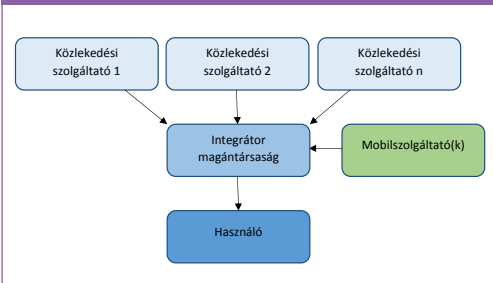 Közlekedési
szolgáltató 1
Közlekedési
szolgáltató 2
Közlekedési
szolgáltató n
Integrátor
magántársaság
Mobilszolgáltató(k)
Használó